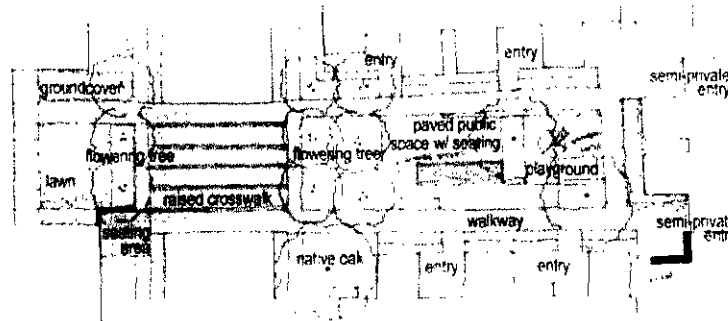 entry
entry
semi-private
entry
groundcover
paved public
space w/ seating
flowering tree
flowering tree
playground
lawn
raised crosswalk
walkway
seating
area
semi-private
entry
native oak
entry
entry